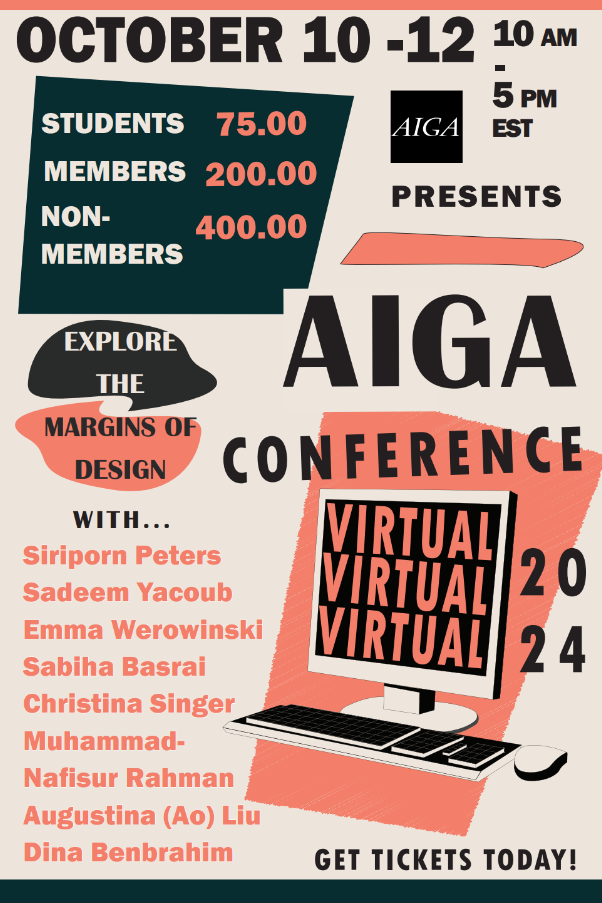 OCTOBER 10 -12
10 AM
-
5 PM
EST
STUDENTS 75.00
MEMBERS 200.00
NON-
MEMBERS 400.00
AIGA
PRESENTS
AIGA
CONFERENCE
2024
EXPLORE
THE
MARGINS OF
DESIGN
VIRTUAL
VIRTUAL
VIRTUAL
WITH...
Siriporn Peters
Sadeem Yacoub
Emma Werowinski
Sabiha Basrai
Christina Singer
Muhammad-
Nafisur Rahman
Augustina (Ao) Liu
Dina Benbrahim
GET TICKETS TODAY!